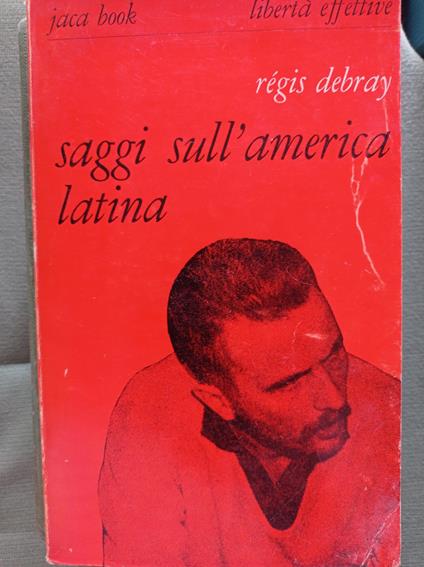 jaca book libertà effettive
régis debray
saggi sull'america
latina